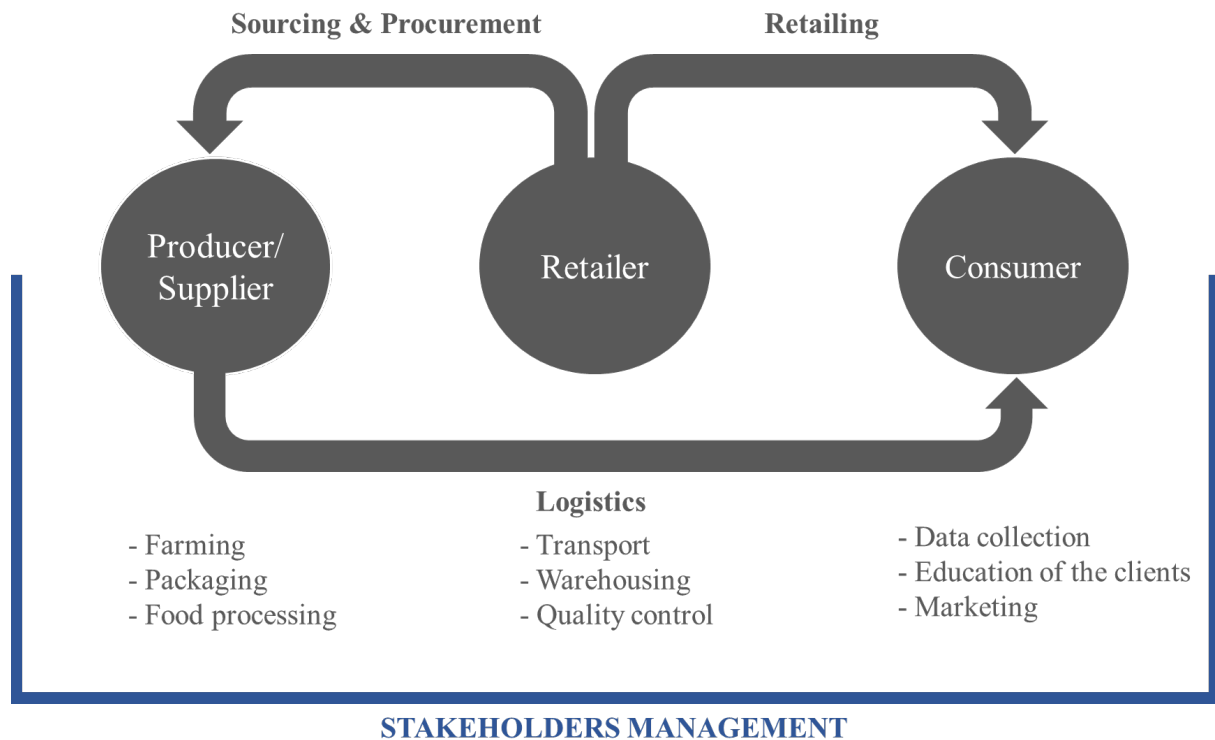 Sourcing & Procurement
Retailing
Producer/
Supplier
Retailer
Consumer
Logistics
- Farming
- Packaging
- Food processing
- Transport
- Warehousing
- Quality control
- Data collection
- Education of the clients
- Marketing
STAKEHOLDERS MANAGEMENT